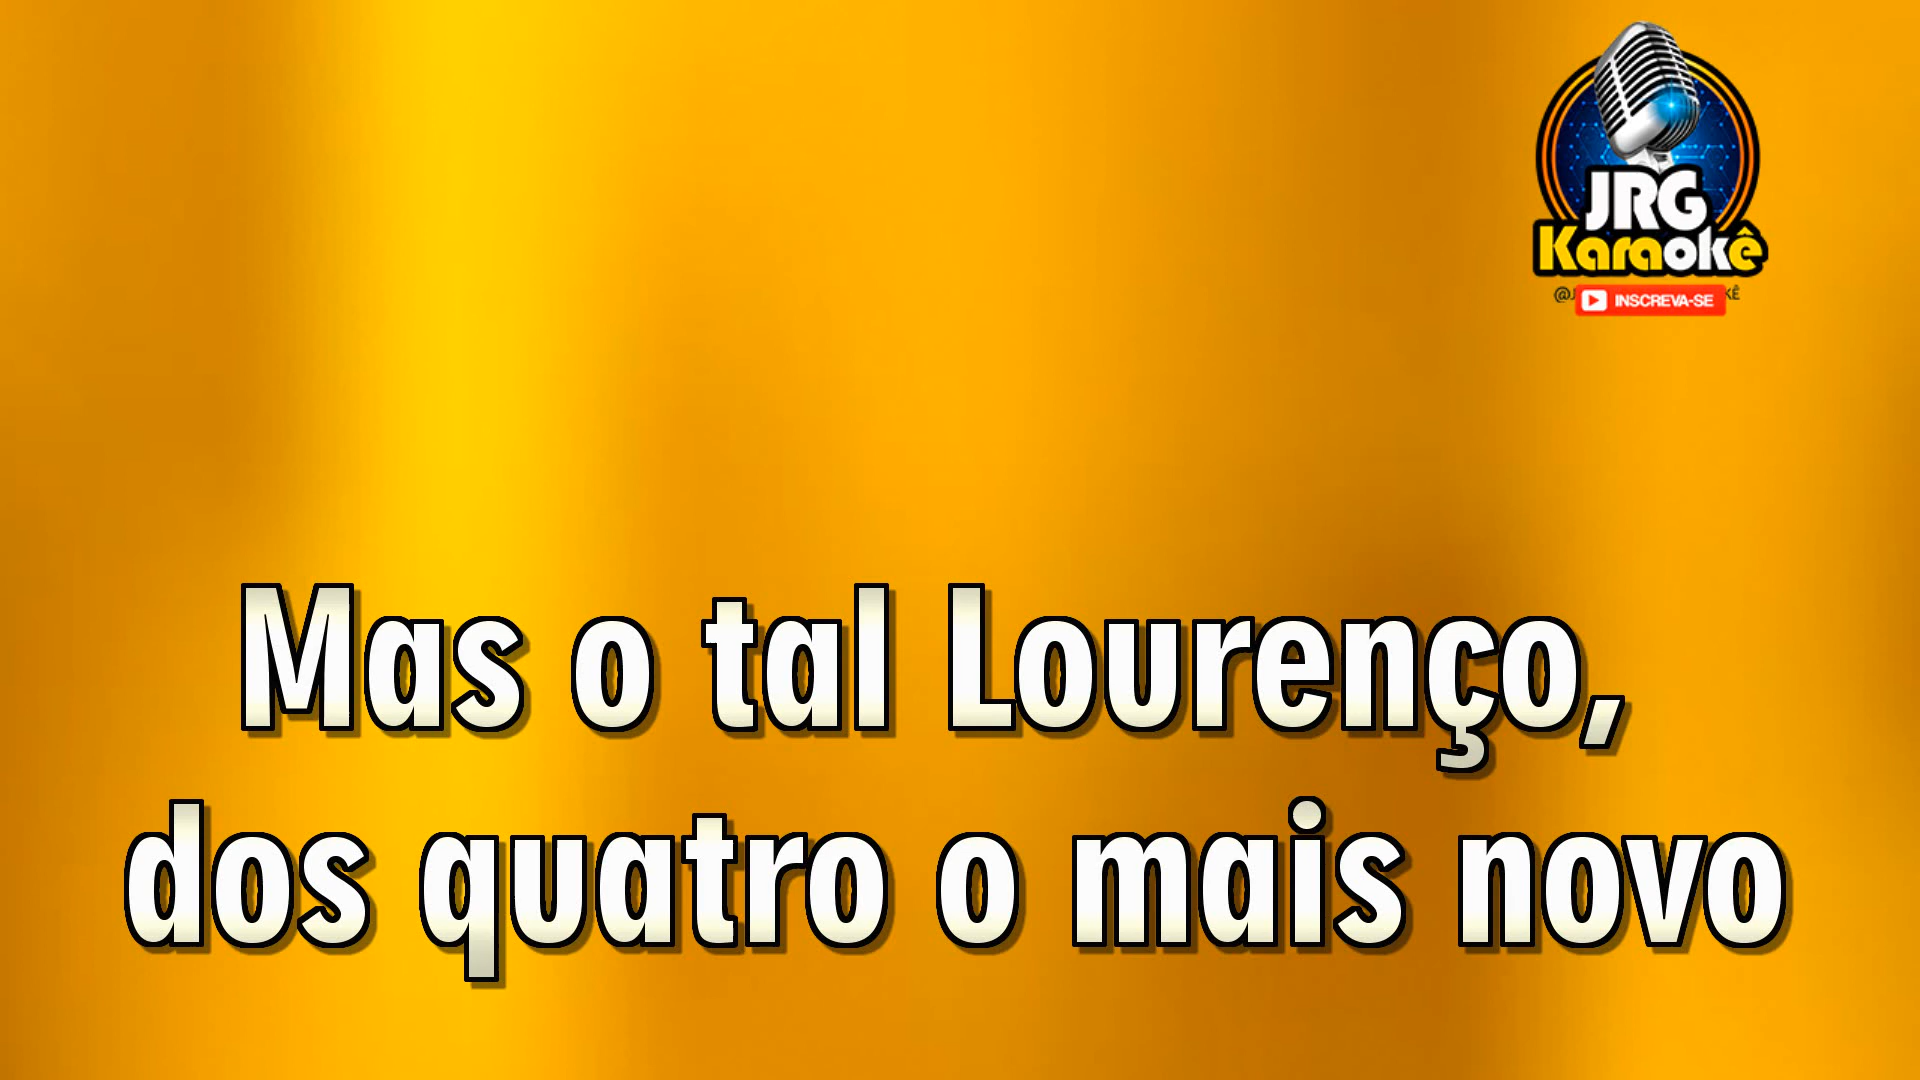 JRG
Karaokê
INSCREVA-SE
Mas o tal Lourenço,
dos quatro o mais novo